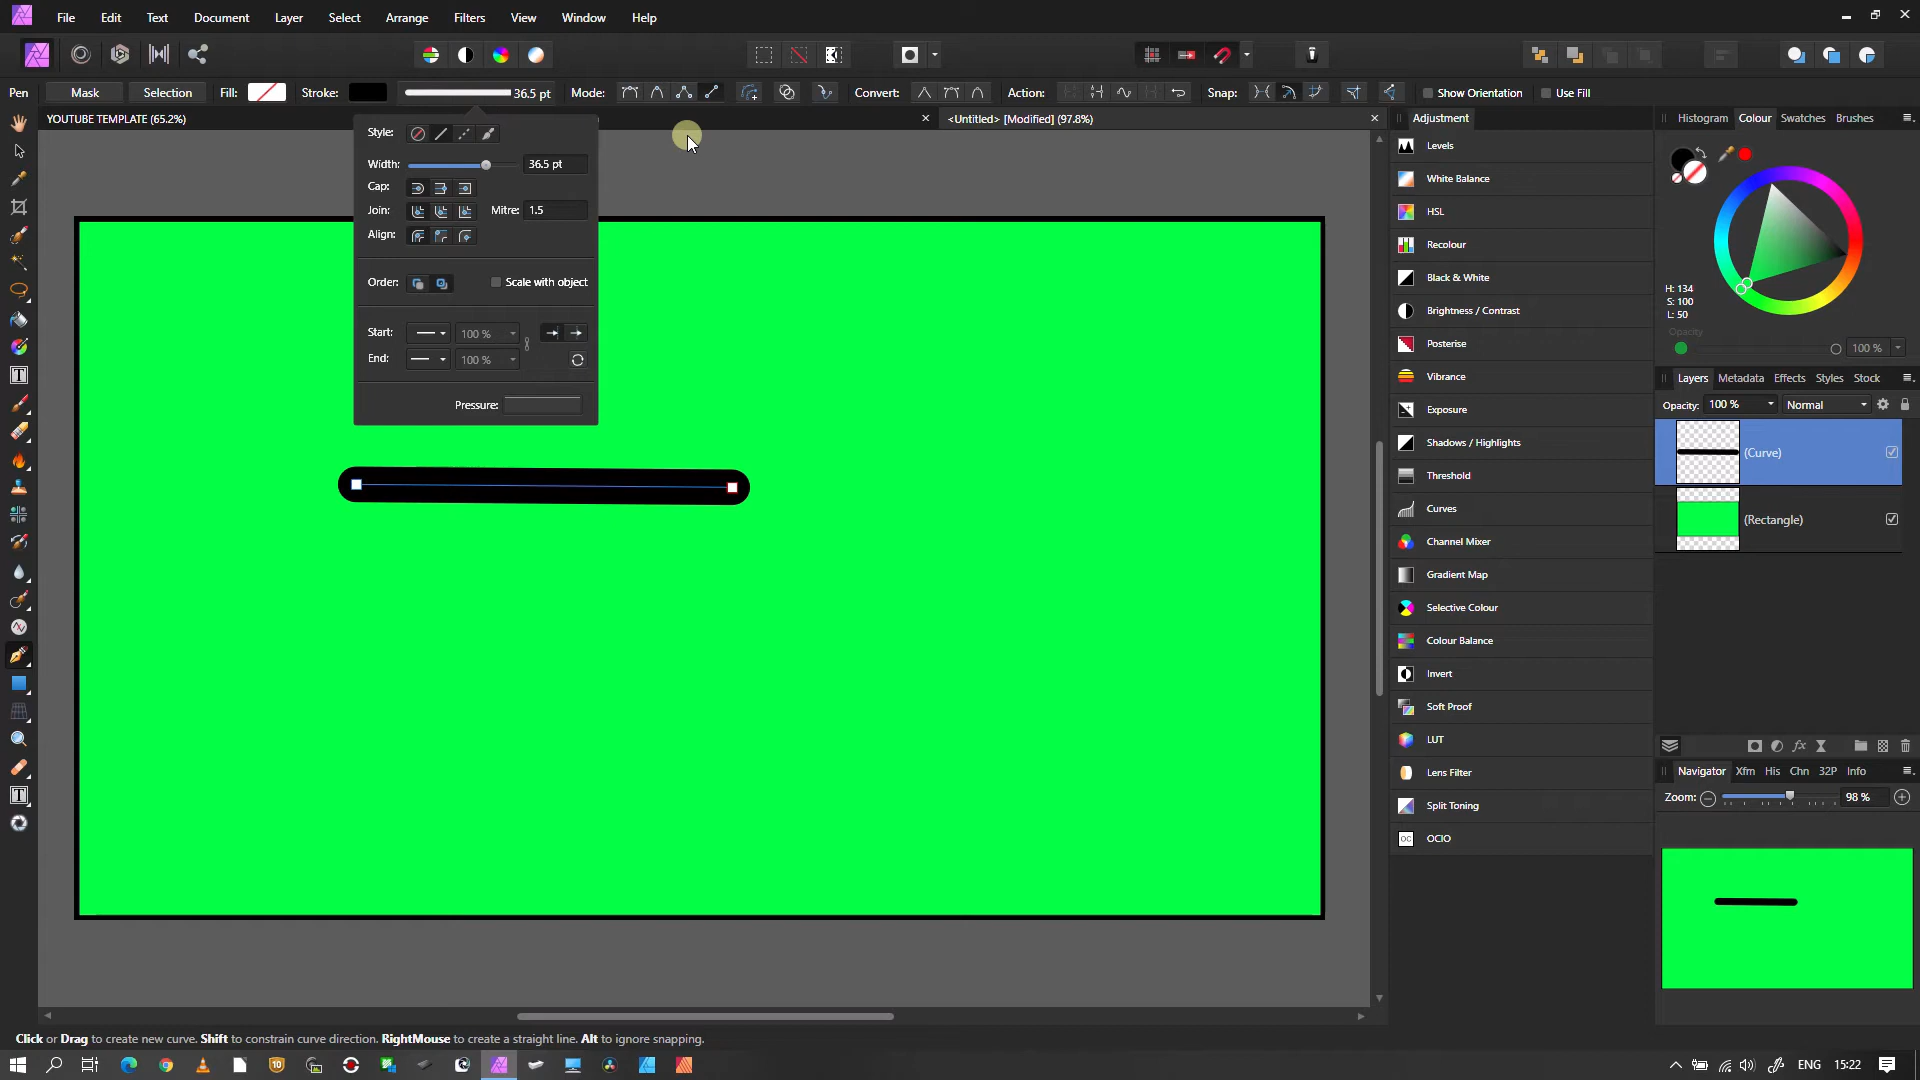 File Edit Text Document Layer Select Arrange Filters View Window Help
Pen Mask Selection Fill: Stroke: 36.5 pt Mode: Convert: Action: Snap: Show Orientation Use Fill
YOUTUBE TEMPLATE (65.2%)
<Untitled> [Modified] (97.8%)
Style:
Width: 36.5 pt
Cap:
Join: Mitre: 1.5
Align:
Order: Scale with object
Start: 100 %
End: 100 %
Pressure:
Adjustment
Levels
White Balance
HSL
Recolour
Black & White
Brightness / Contrast
Posterise
Vibrance
Exposure
Shadows / Highlights
Threshold
Curves
Channel Mixer
Gradient Map
Selective Colour
Colour Balance
Invert
Soft Proof
LUT
Lens Filter
Split Toning
OC OCIO
Histogram Colour Swatches Brushes
H: 134
S: 100
L: 50
Opacity
100 %
Layers Metadata Effects Styles Stock
Opacity: 100 % Normal
(Curve)
(Rectangle)
Navigator Xfm His Chn 32P Info
Zoom: 98 %
Click or Drag to create new curve. Shift to constrain curve direction. RightMouse to create a straight line. Alt to ignore snapping.
ENG 15:22